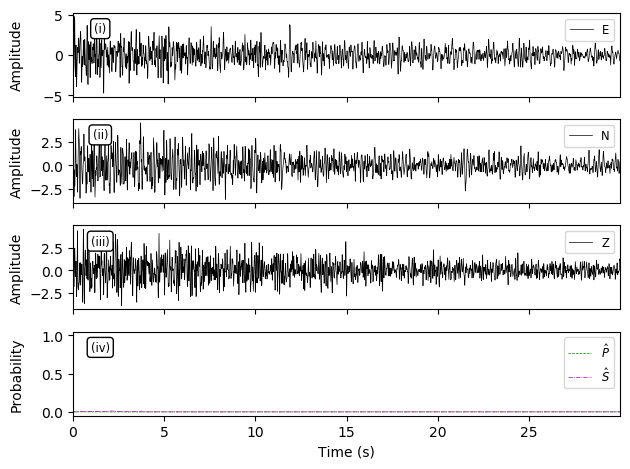 5
0
−5
Amplitude
(i)
E
2.5
0.0
−2.5
Amplitude
(ii)
N
2.5
0.0
−2.5
Amplitude
(iii)
Z
1.0
0.5
0.0
Probability
(iv)
P̂
Ŝ
0 5 10 15 20 25
Time (s)